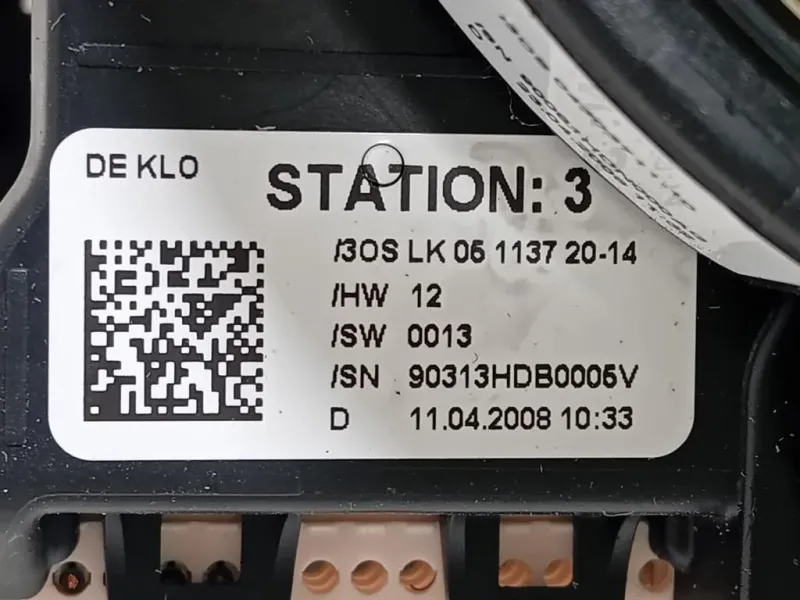 DE KLO
STATION: 3
/3OS LK 05 1137 20-14
/HW 12
/SW 0013
/SN 90313HDB0005V
D 11.04.2008 10:33